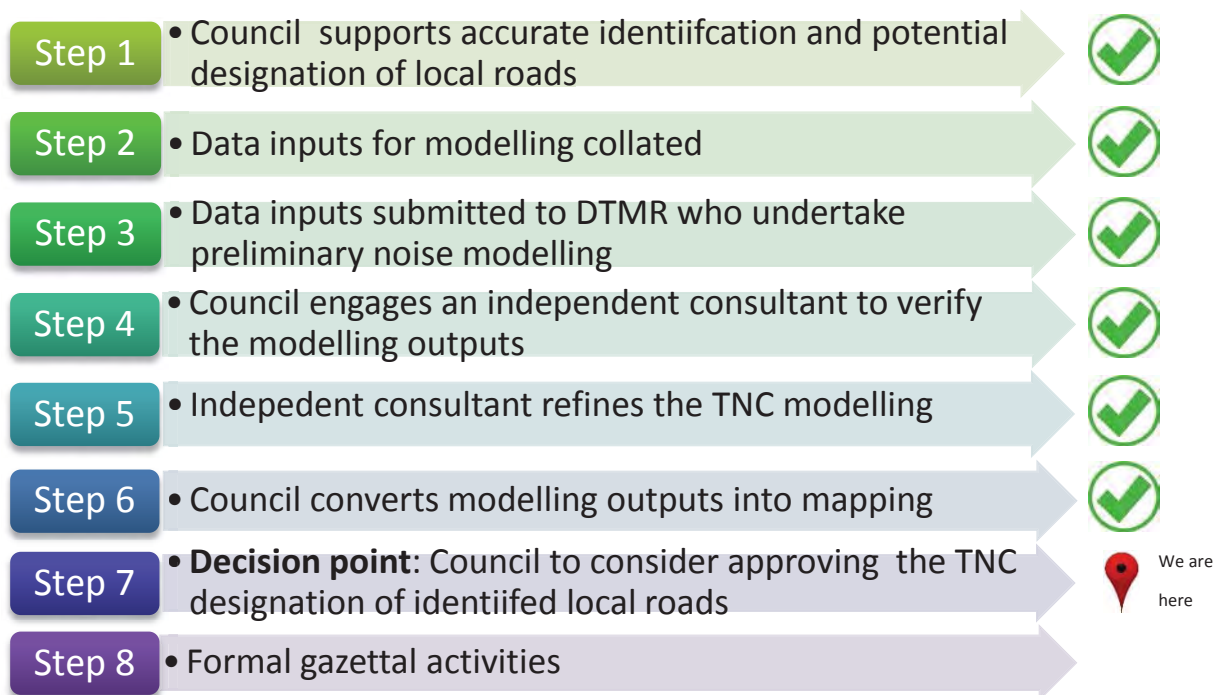 Step 1
• Council  supports accurate identiifcation and potential
designation of local roads
Step 2
• Data inputs for modelling collated
Step 3
• Data inputs submitted to DTMR who undertake
preliminary noise modelling
Step 4
• Council engages an independent consultant to verify
the modelling outputs
Step 5
• Indepedent consultant refines the TNC modelling
Step 6
• Council converts modelling outputs into mapping
Step 7
• Decision point: Council to consider approving  the TNC
designation of identiifed local roads
We are
here
Step 8
• Formal gazettal activities